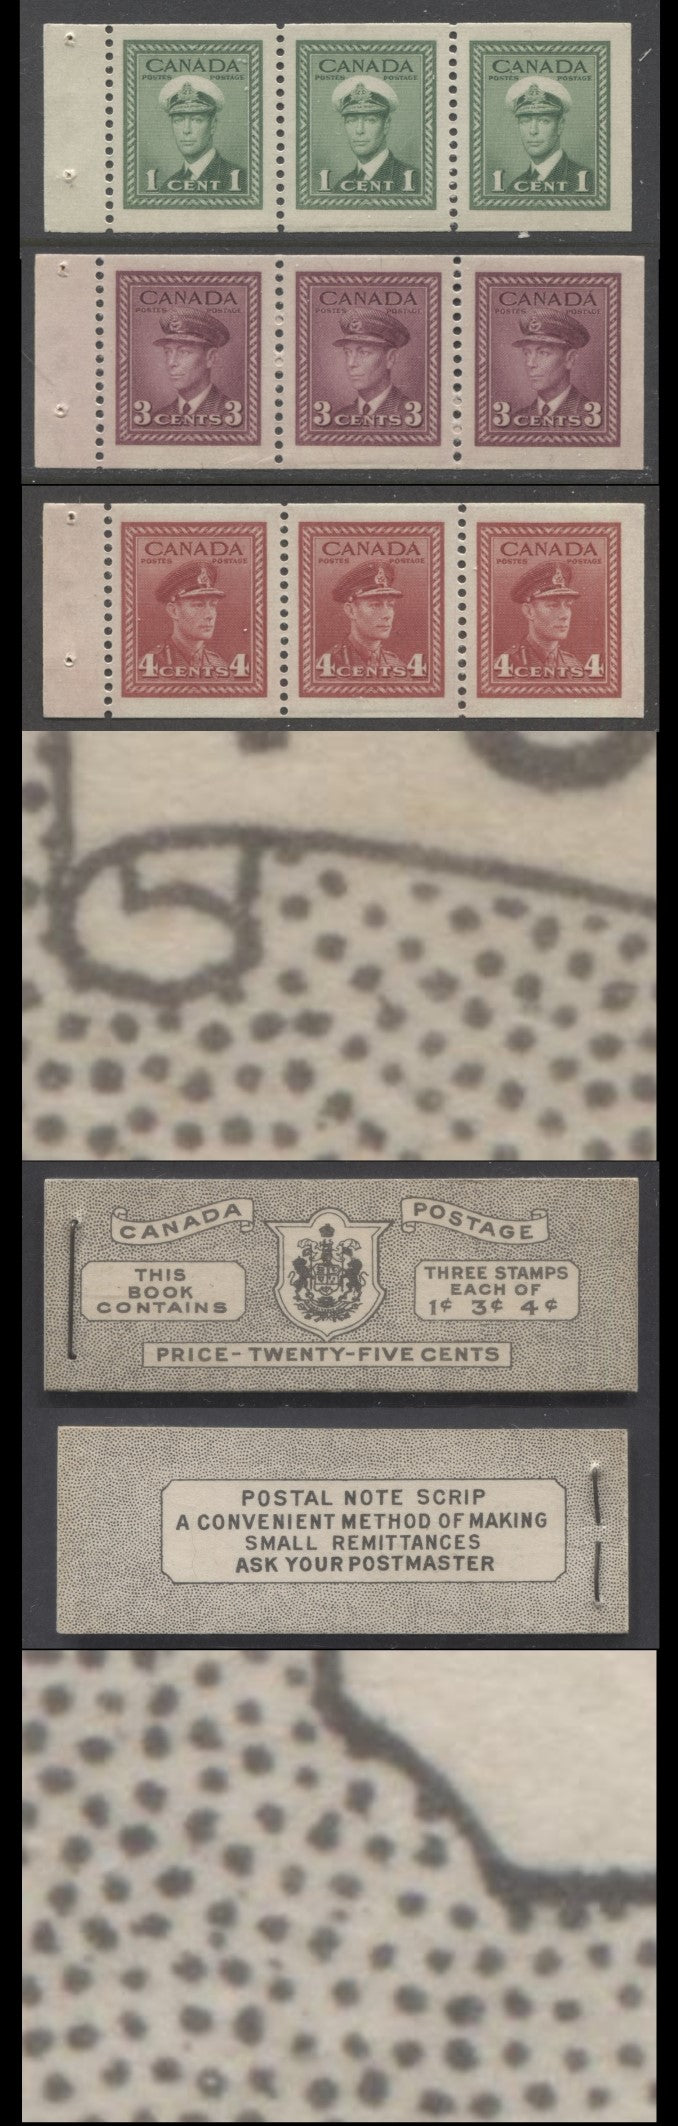 CANADA CANADA CANADA
POSTES POSTAGE POSTES POSTAGE POSTES POSTAGE
1 CENT 1 1 CENT 1 1 CENT 1
CANADA CANADA CANADA
POSTES POSTAGE POSTES POSTAGE POSTES POSTAGE
3 CENTS 3 3 CENTS 3 3 CENTS 3
CANADA CANADA CANADA
POSTES POSTAGE POSTES POSTAGE POSTES POSTAGE
4 CENTS 4 4 CENTS 4 4 CENTS 4
CANADA
POSTAGE
THIS
BOOK
CONTAINS
THREE STAMPS
EACH OF
1¢ 3¢ 4¢
PRICE-TWENTY-FIVE CENTS
POSTAL NOTE SCRIP
A CONVENIENT METHOD OF MAKING
SMALL REMITTANCES
ASK YOUR POSTMASTER